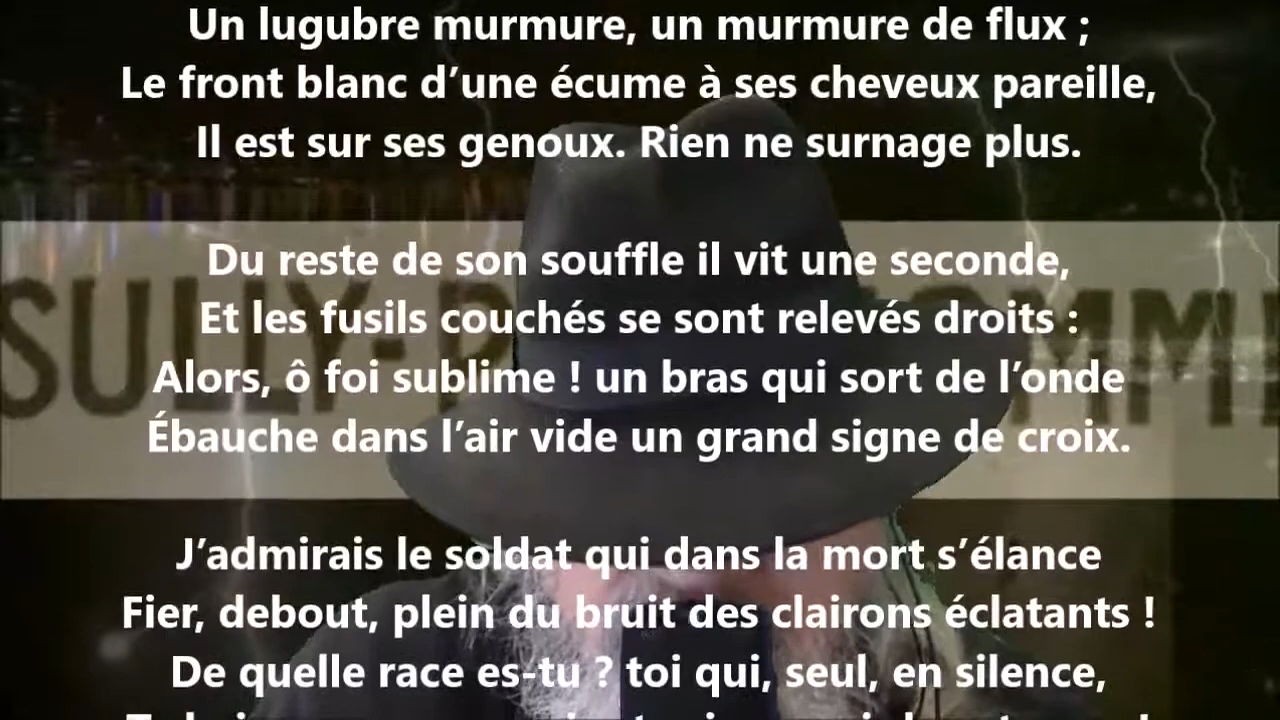 Un lugubre murmure, un murmure de flux ;
Le front blanc d’une écume à ses cheveux pareille,
Il est sur ses genoux. Rien ne surnage plus.
Du reste de son souffle il vit une seconde,
Et les fusils couchés se sont relevés droits :
Alors, ô foi sublime ! un bras qui sort de l’onde
Ébauche dans l’air vide un grand signe de croix.
J’admirais le soldat qui dans la mort s’élance
Fier, debout, plein du bruit des clairons éclatants !
De quelle race es-tu ? toi qui, seul, en silence,
SULLY-P OMM